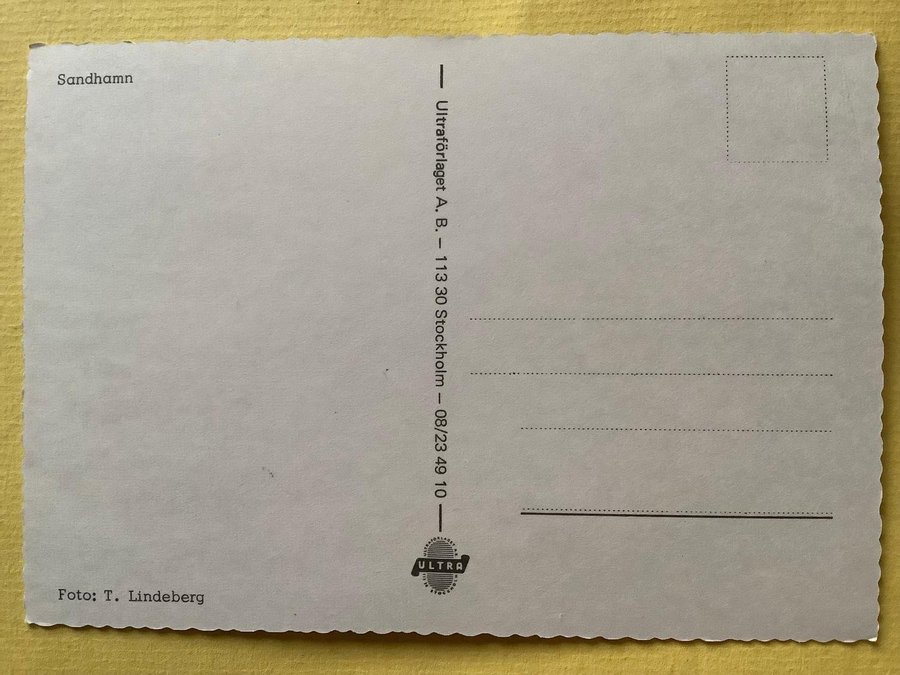 Sandhamn
Ultraförlaget A. B. – 113 30 Stockholm – 08/23 49 10
ULTRA
Foto: T. Lindeberg